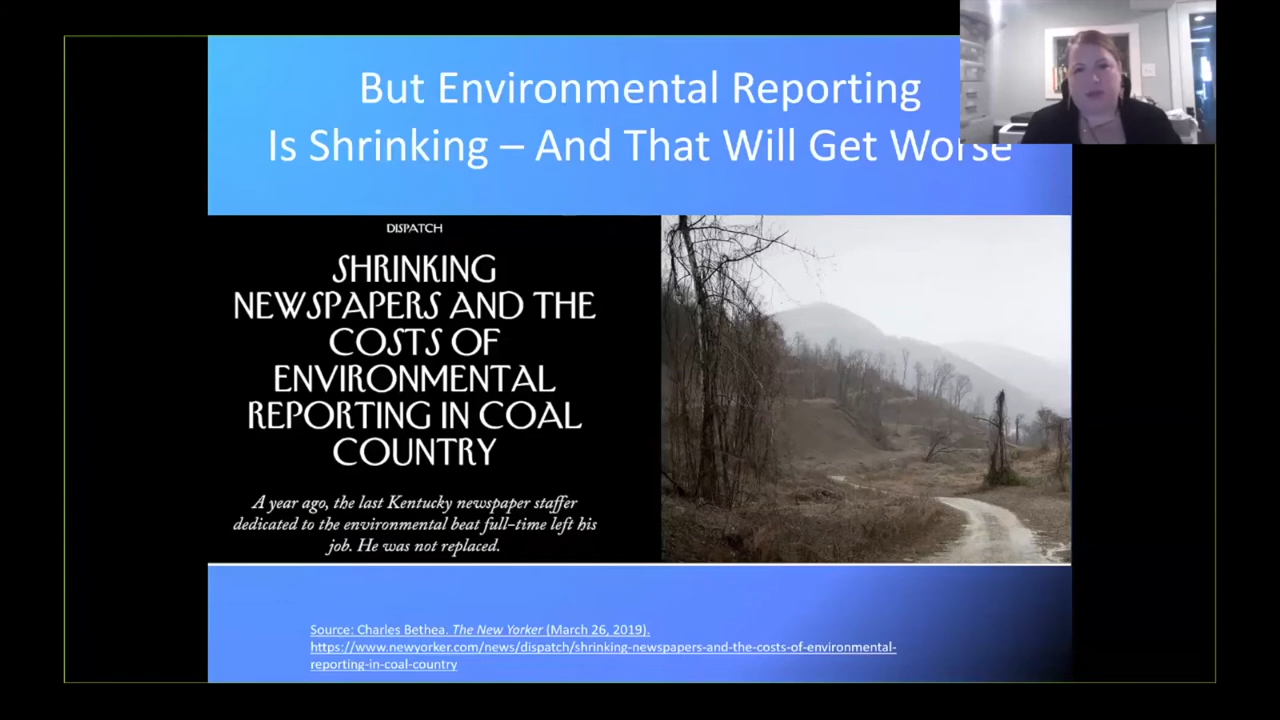 But Environmental Reporting
Is Shrinking – And That Will Get Worse
DISPATCH
SHRINKING
NEWSPAPERS AND THE
COSTS OF
ENVIRONMENTAL
REPORTING IN COAL
COUNTRY
A year ago, the last Kentucky newspaper staffer
dedicated to the environmental beat full-time left his
job. He was not replaced.
Source: Charles Bethea. The New Yorker (March 26, 2019).
https://www.newyorker.com/news/dispatch/shrinking-newspapers-and-the-costs-of-environmental-
reporting-in-coal-country